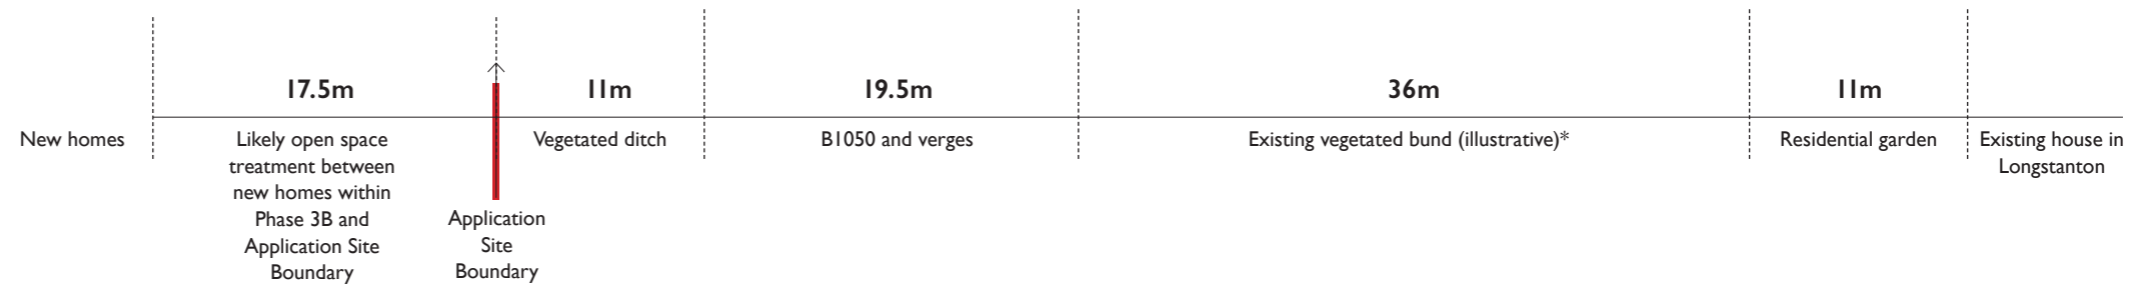 17.5m
11m
19.5m
36m
11m
New homes
Likely open space
treatment between
new homes within
Phase 3B and
Application Site
Boundary
Application
Site
Boundary
Vegetated ditch
B1050 and verges
Existing vegetated bund (illustrative)*
Residential garden
Existing house in
Longstanton